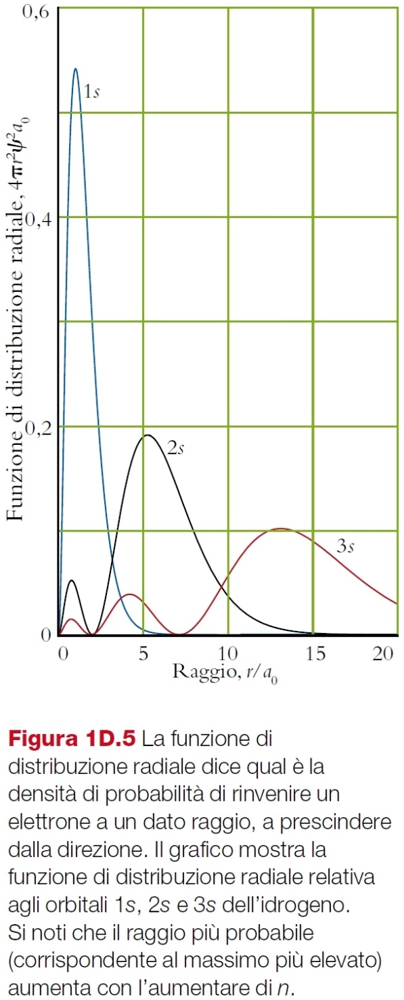 0,6
1s
Funzione di distribuzione radiale, 4πr²ψ²a₀
0,4
0,2
2s
3s
0
0 5 10 15 20
Raggio, r/a₀
Figura 1D.5 La funzione di
distribuzione radiale dice qual è la
densità di probabilità di rinvenire un
elettrone a un dato raggio, a prescindere
dalla direzione. Il grafico mostra la
funzione di distribuzione radiale relativa
agli orbitali 1s, 2s e 3s dell’idrogeno.
Si noti che il raggio più probabile
(corrispondente al massimo più elevato)
aumenta con l’aumentare di n.